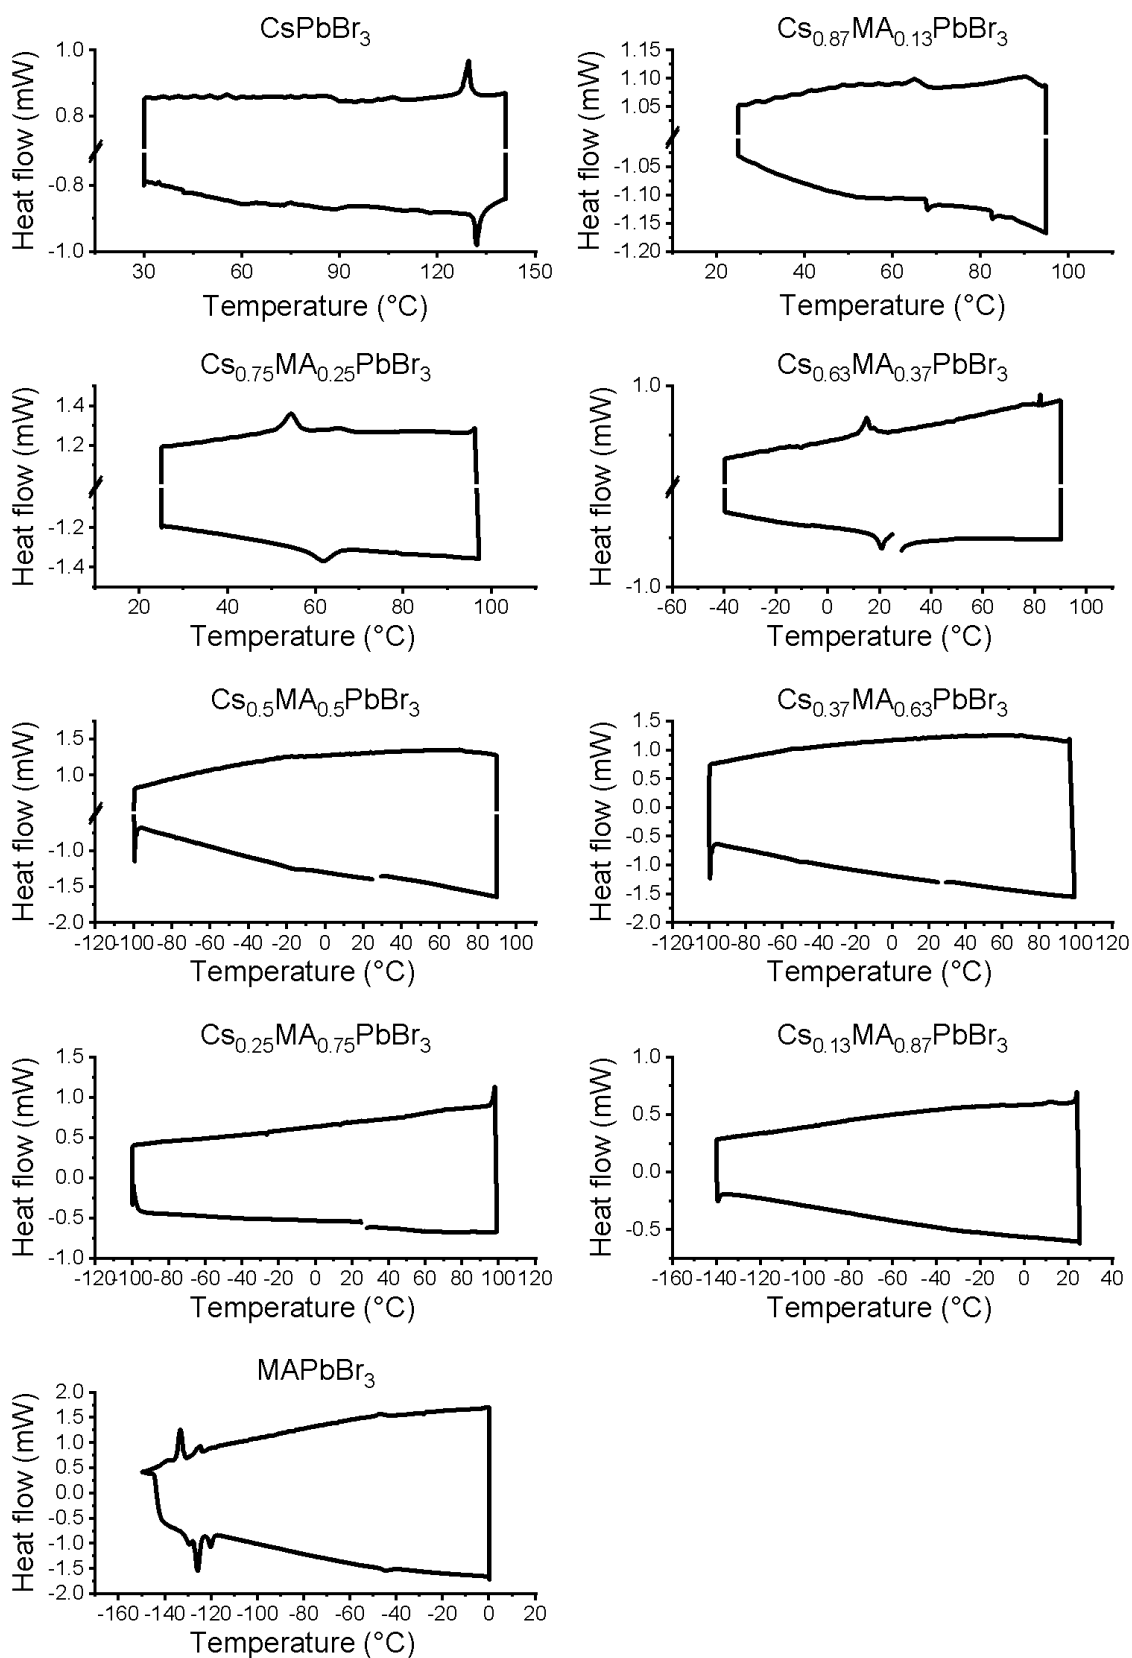 CsPbBr₃
1.0
0.8
-0.8
-1.0
Heat flow (mW)
30 60 90 120 150
Temperature (°C)
Cs₀.₈₇MA₀.₁₃PbBr₃
1.15
1.10
1.05
-1.05
-1.10
-1.15
-1.20
Heat flow (mW)
20 40 60 80 100
Temperature (°C)
Cs₀.₇₅MA₀.₂₅PbBr₃
1.4
1.2
-1.2
-1.4
Heat flow (mW)
20 40 60 80 100
Temperature (°C)
Cs₀.₆₃MA₀.₃₇PbBr₃
1.0
-1.0
Heat flow (mW)
-60 -40 -20 0 20 40 60 80 100
Temperature (°C)
Cs₀.₅MA₀.₅PbBr₃
1.5
1.0
-1.0
-1.5
-2.0
Heat flow (mW)
-120 -100 -80 -60 -40 -20 0 20 40 60 80 100
Temperature (°C)
Cs₀.₃₇MA₀.₆₃PbBr₃
1.5
1.0
0.5
0.0
-0.5
-1.0
-1.5
-2.0
Heat flow (mW)
-120 -100 -80 -60 -40 -20 0 20 40 60 80 100 120
Temperature (°C)
Cs₀.₂₅MA₀.₇₅PbBr₃
1.5
1.0
0.5
0.0
-0.5
-1.0
Heat flow (mW)
-120 -100 -80 -60 -40 -20 0 20 40 60 80 100 120
Temperature (°C)
Cs₀.₁₃MA₀.₈₇PbBr₃
1.0
0.5
0.0
-0.5
Heat flow (mW)
-160 -140 -120 -100 -80 -60 -40 -20 0 20 40
Temperature (°C)
MAPbBr₃
2.0
1.5
1.0
0.5
0.0
-0.5
-1.0
-1.5
-2.0
Heat flow (mW)
-160 -140 -120 -100 -80 -60 -40 -20 0 20
Temperature (°C)